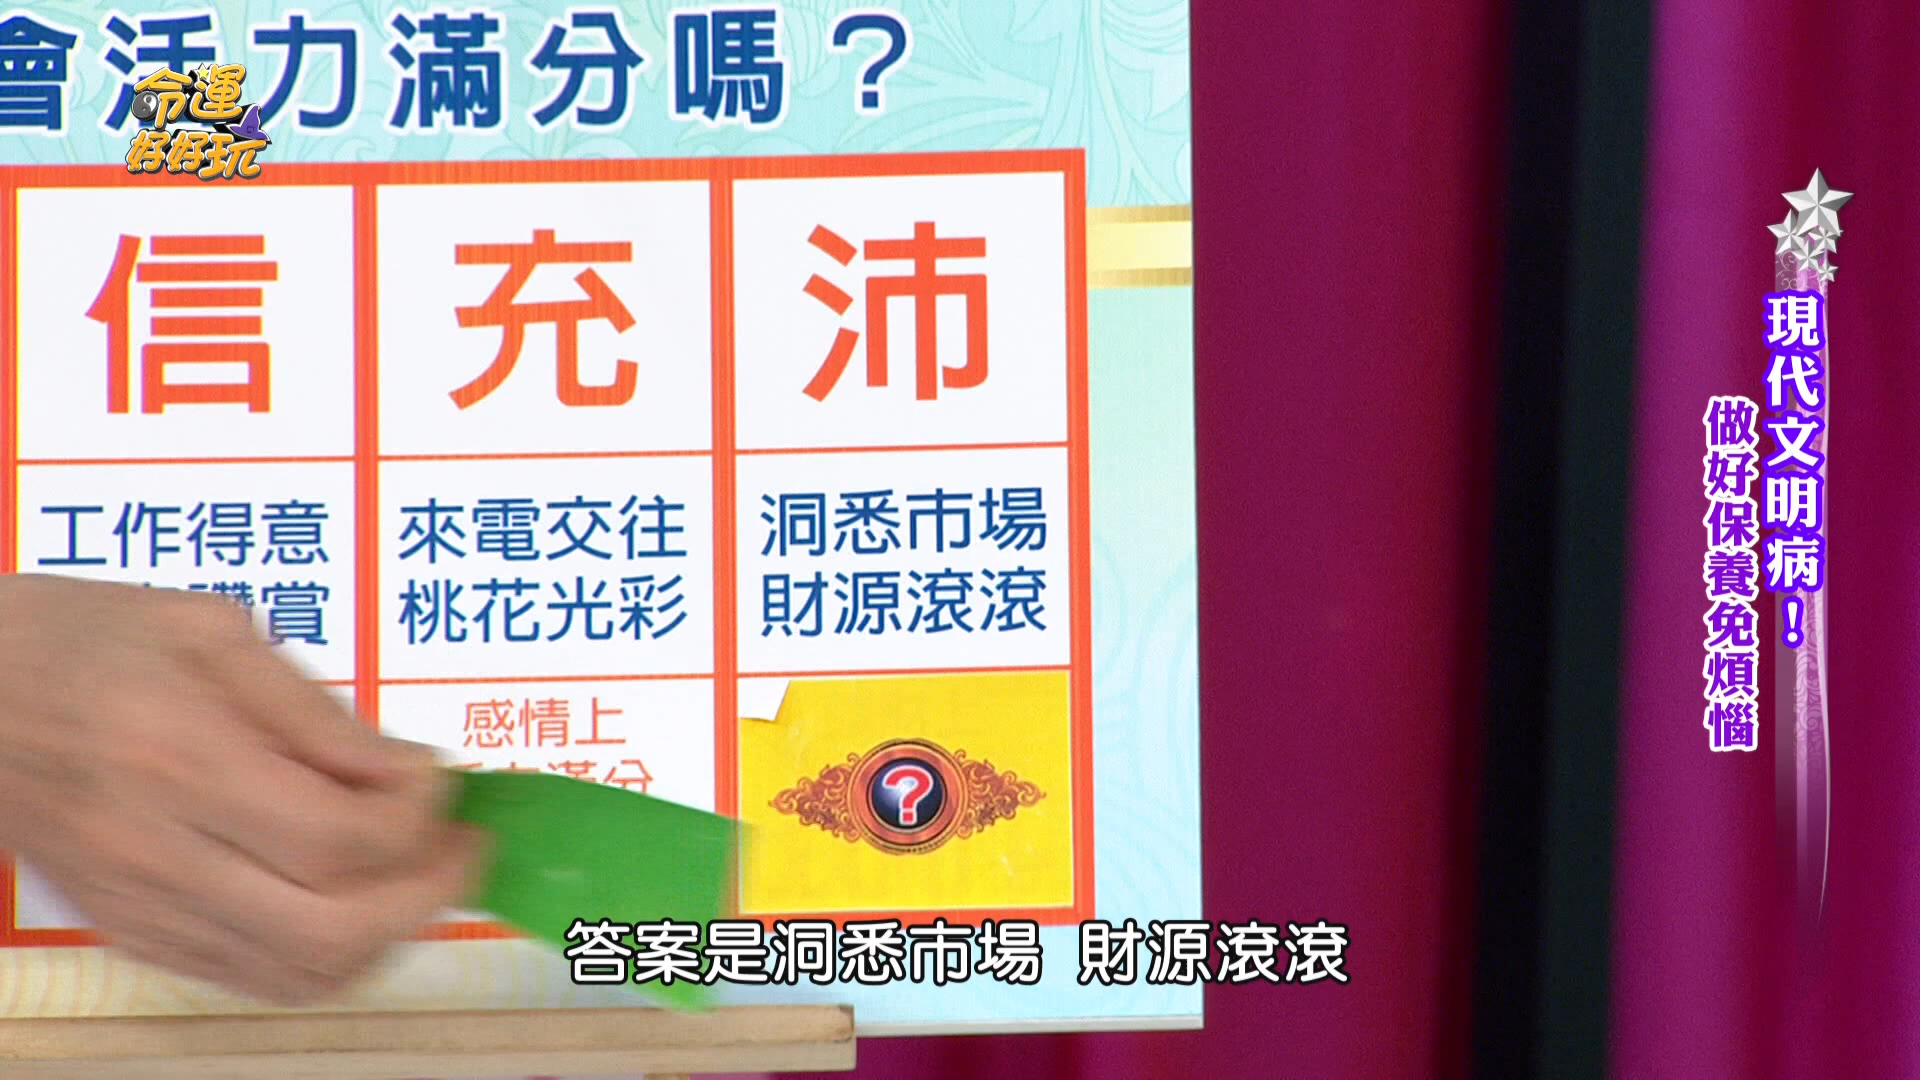 會活力滿分嗎？
命運
好好玩
信
充
沛
工作得意
讚賞
來電交往
桃花光彩
洞悉市場
財源滾滾
感情上
活力滿分
?
現代文明病！
做好保養免煩惱
答案是洞悉市場 財源滾滾